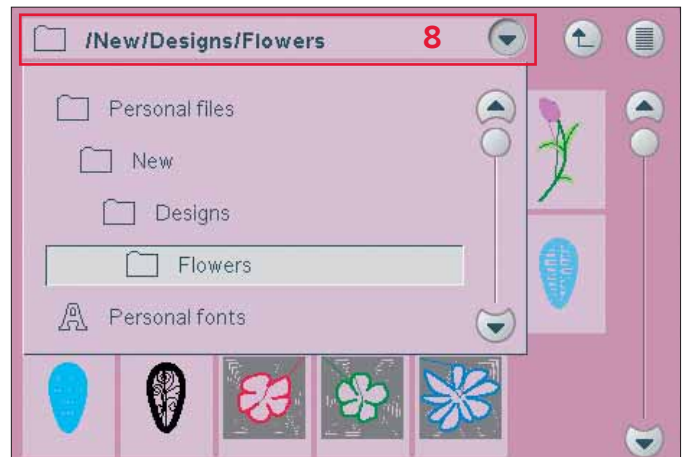 /New/Designs/Flowers 8
Personal files
New
Designs
Flowers
Personal fonts